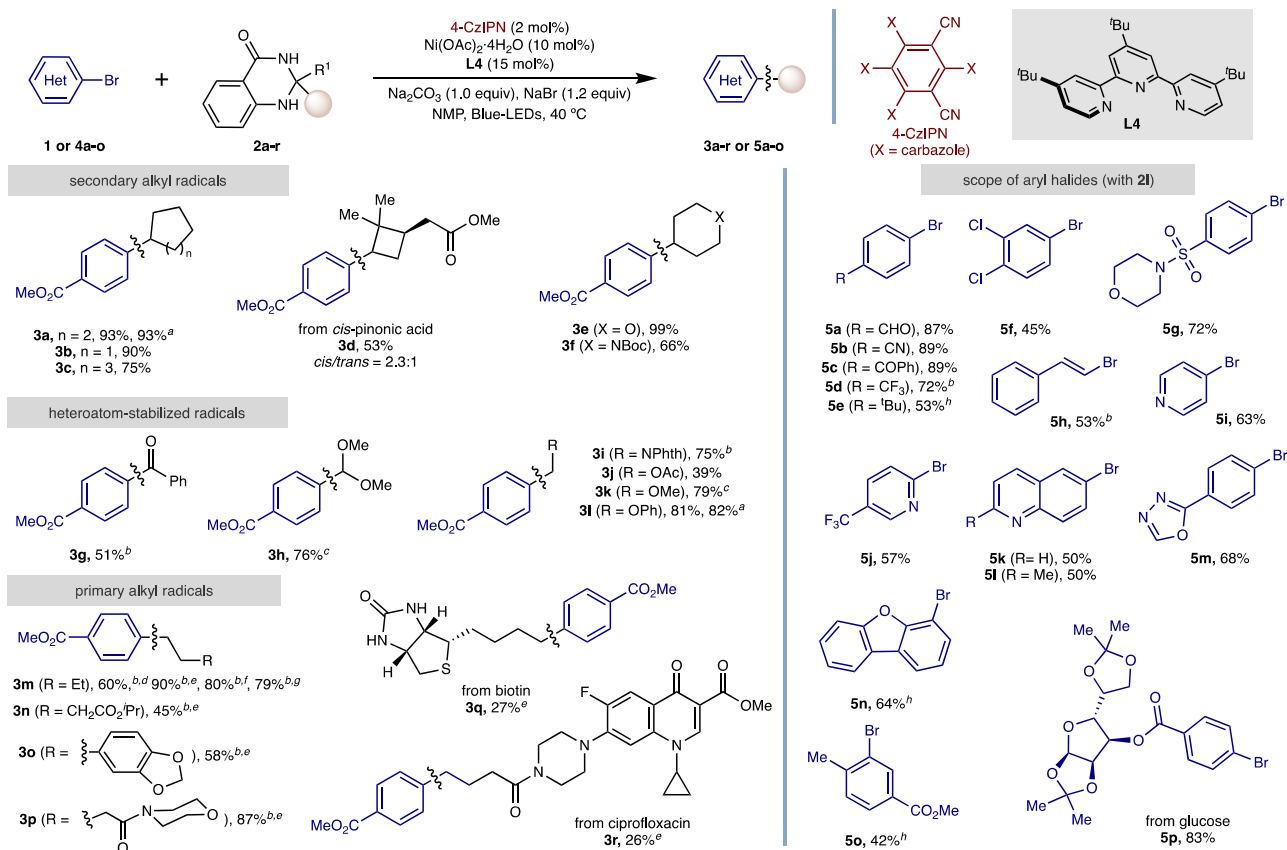 4-CzIPN (2 mol%)
Ni(OAc)₂·4H₂O (10 mol%)
L4 (15 mol%)
Na₂CO₃ (1.0 equiv), NaBr (1.2 equiv)
NMP, Blue-LEDs, 40 ºC
Het
Br
+
O
NH
R¹
NH
Het
1 or 4a-o
2a-r
3a-r or 5a-o
X
CN
X
X
X
CN
4-CzIPN
(X = carbazole)
ᵗBu
ᵗBu
ᵗBu
N
N
N
L4
secondary alkyl radicals
MeO₂C
( )n
3a, n = 2, 93%, 93%ᵃ
3b, n = 1, 90%
3c, n = 3, 75%
Me
Me
OMe
O
MeO₂C
from cis-pinonic acid
3d, 53%
cis/trans = 2.3:1
X
MeO₂C
3e (X = O), 99%
3f (X = NBoc), 66%
heteroatom-stabilized radicals
O
Ph
MeO₂C
3g, 51%ᵇ
OMe
OMe
MeO₂C
3h, 76%ᶜ
R
MeO₂C
3i (R = NPhth), 75%ᵇ
3j (R = OAc), 39%
3k (R = OMe), 79%ᶜ
3l (R = OPh), 81%, 82%ᵃ
primary alkyl radicals
MeO₂C
R
3m (R = Et), 60%,ᵇ,ᵈ 90%ᵇ,ᵉ, 80%ᵇ,ᶠ, 79%ᵇ,ᵍ
3n (R = CH₂CO₂ⁱPr), 45%ᵇ,ᵉ
3o (R =
O
O
), 58%ᵇ,ᵉ
3p (R =
O
N
O
), 87%ᵇ,ᵉ
O
NH
HN
H
H
S
CO₂Me
from biotin
3q, 27%ᵉ
F
O
O
OMe
N
N
N
O
MeO₂C
from ciprofloxacin
3r, 26%ᵉ
scope of aryl halides (with 2l)
Br
R
5a (R = CHO), 87%
5b (R = CN), 89%
5c (R = COPh), 89%
5d (R = CF₃), 72%ᵇ
5e (R = ᵗBu), 53%ʰ
Cl
Cl
Br
5f, 45%
Br
S
O
O
N
O
5g, 72%
Br
5h, 53%ᵇ
Br
N
5i, 63%
Br
N
F₃C
5j, 57%
Br
R
N
5k (R= H), 50%
5l (R = Me), 50%
Br
N
N
O
5m, 68%
O
Br
5n, 64%ʰ
Br
Me
CO₂Me
5o, 42%ʰ
Me
Me
O
O
O
O
O
O
O
Me
Me
Br
from glucose
5p, 83%